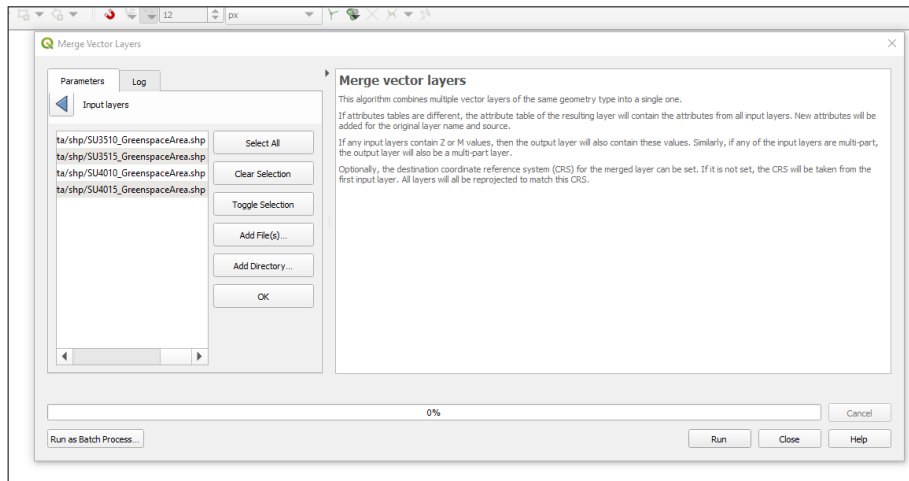 12
px
Merge Vector Layers
Parameters
Log
Input layers
ta/shp/SU3510_GreenspaceArea.shp
ta/shp/SU3515_GreenspaceArea.shp
ta/shp/SU4010_GreenspaceArea.shp
ta/shp/SU4015_GreenspaceArea.shp
Select All
Clear Selection
Toggle Selection
Add File(s)...
Add Directory...
OK
Merge vector layers
This algorithm combines multiple vector layers of the same geometry type into a single one.
If attributes tables are different, the attribute table of the resulting layer will contain the attributes from all input layers. New attributes will be
added for the original layer name and source.
If any input layers contain Z or M values, then the output layer will also contain these values. Similarly, if any of the input layers are multi-part,
the output layer will also be a multi-part layer.
Optionally, the destination coordinate reference system (CRS) for the merged layer can be set. If it is not set, the CRS will be taken from the
first input layer. All layers will all be reprojected to match this CRS.
0%
Cancel
Run as Batch Process...
Run
Close
Help